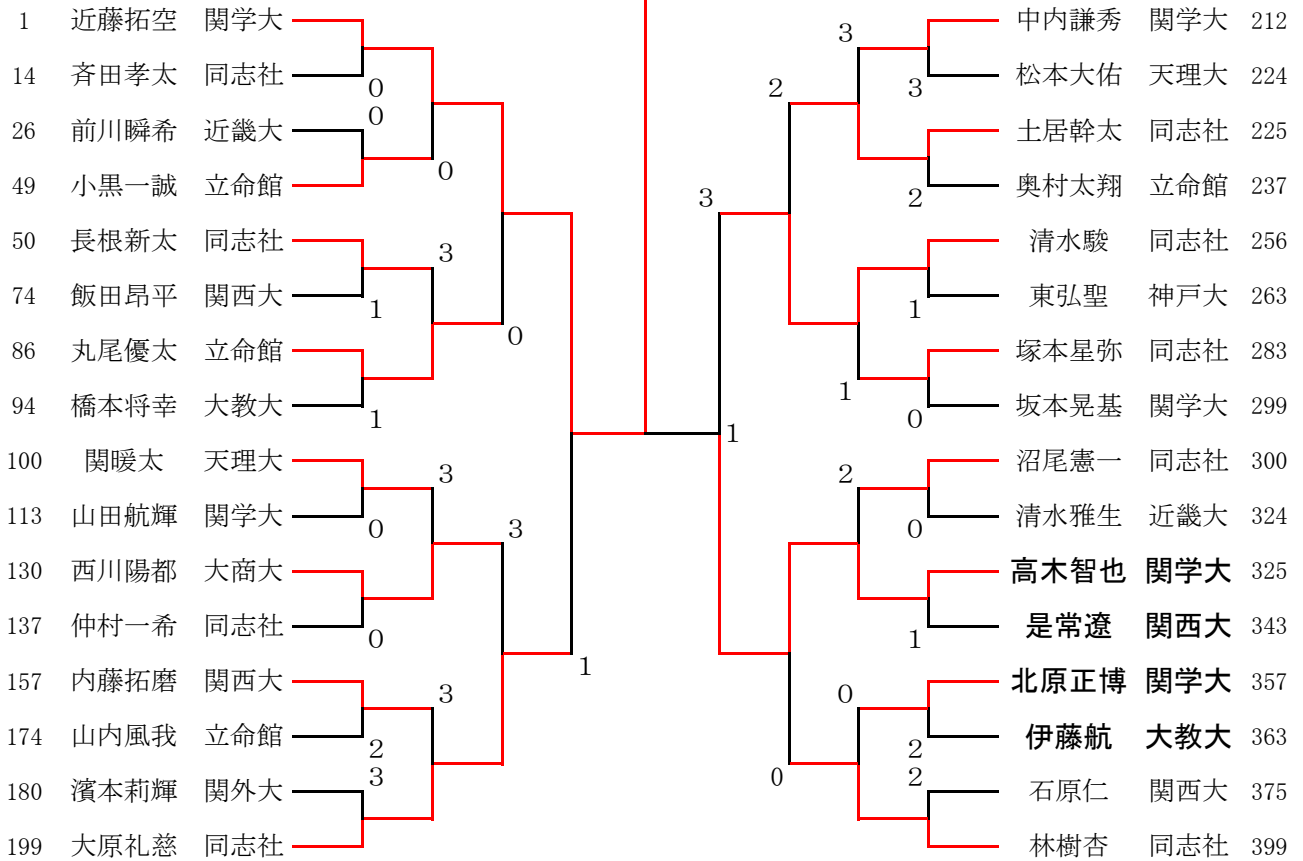 1 近藤拓空 関学大
14 斉田孝太 同志社
26 前川瞬希 近畿大
49 小黒一誠 立命館
50 長根新太 同志社
74 飯田昂平 関西大
86 丸尾優太 立命館
94 橋本将幸 大教大
100 関暖太 天理大
113 山田航輝 関学大
130 西川陽都 大商大
137 仲村一希 同志社
157 内藤拓磨 関西大
174 山内風我 立命館
180 濱本莉輝 関外大
199 大原礼慈 同志社
0
0
0
3
1
0
1
3
0
3
0
1
3
2
3
1
3
3
2
2
3
1
1
0
2
0
1
0
2
2
0
中内謙秀 関学大 212
松本大佑 天理大 224
土居幹太 同志社 225
奥村太翔 立命館 237
清水駿 同志社 256
東弘聖 神戸大 263
塚本星弥 同志社 283
坂本晃基 関学大 299
沼尾憲一 同志社 300
清水雅生 近畿大 324
高木智也 関学大 325
是常遼 関西大 343
北原正博 関学大 357
伊藤航 大教大 363
石原仁 関西大 375
林樹杏 同志社 399